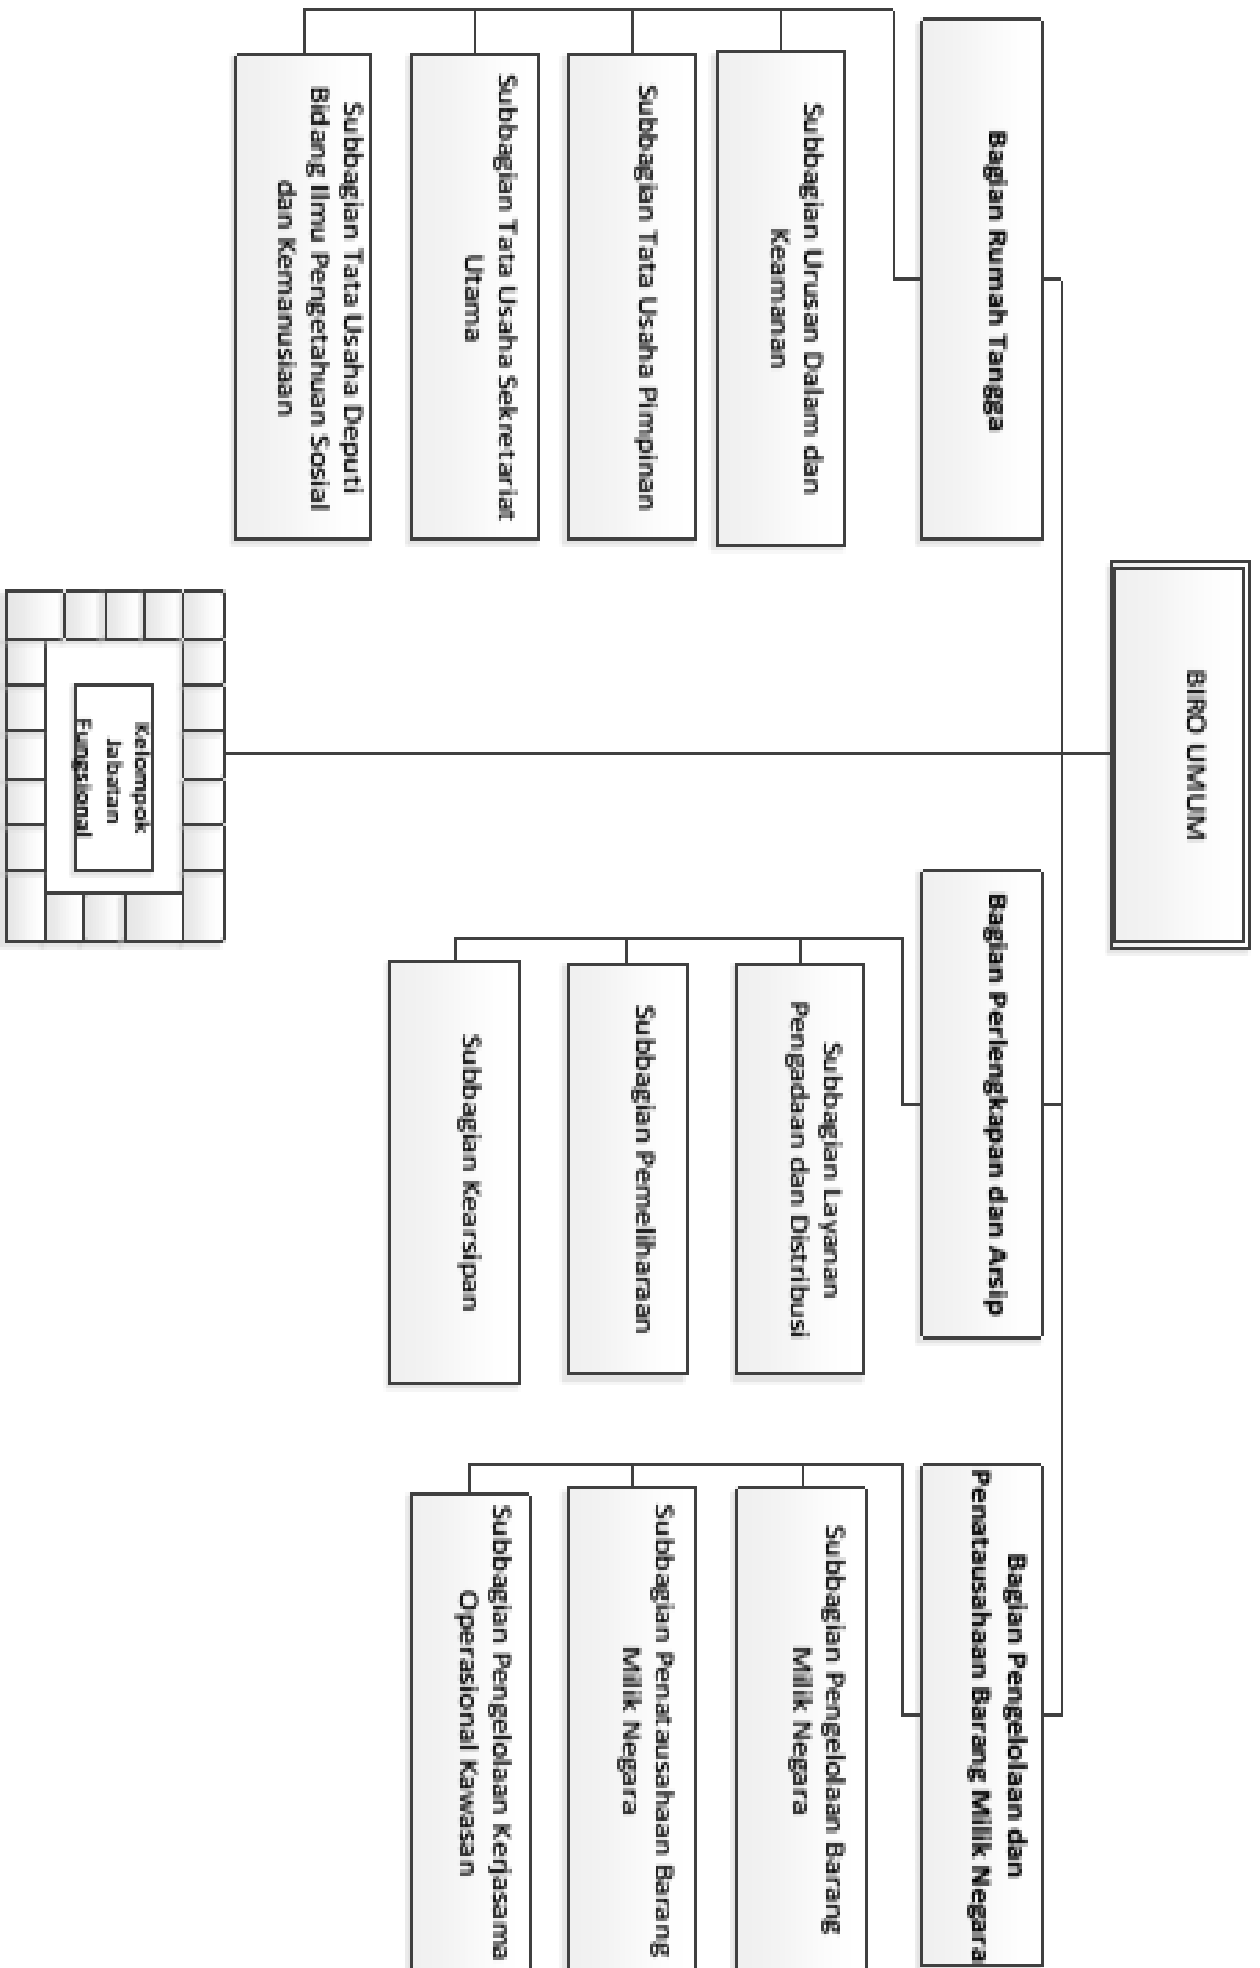 BIRO UMUM
Bagian Rumah Tangga
Subbagian Urusan Dalam dan
Keamanan
Subbagian Tata Usaha Pimpinan
Subbagian Tata Usaha Sekretariat
Utama
Subbagian Tata Usaha Deputi
Bidang Ilmu Pengetahuan Sosial
dan Kemanusiaan
Bagian Perlengkapan dan Arsip
Subbagian Layanan
Pengadaan dan Distribusi
Subbagian Pemeliharaan
Subbagian Kearsipan
Bagian Pengelolaan dan
Penatausahaan Barang Milik Negara
Subbagian Pengelolaan Barang
Milik Negara
Subbagian Penatausahaan Barang
Milik Negara
Subbagian Pengelolaan Kerjasama
Operasional Kawasan
Kelompok
Jabatan
Fungsional